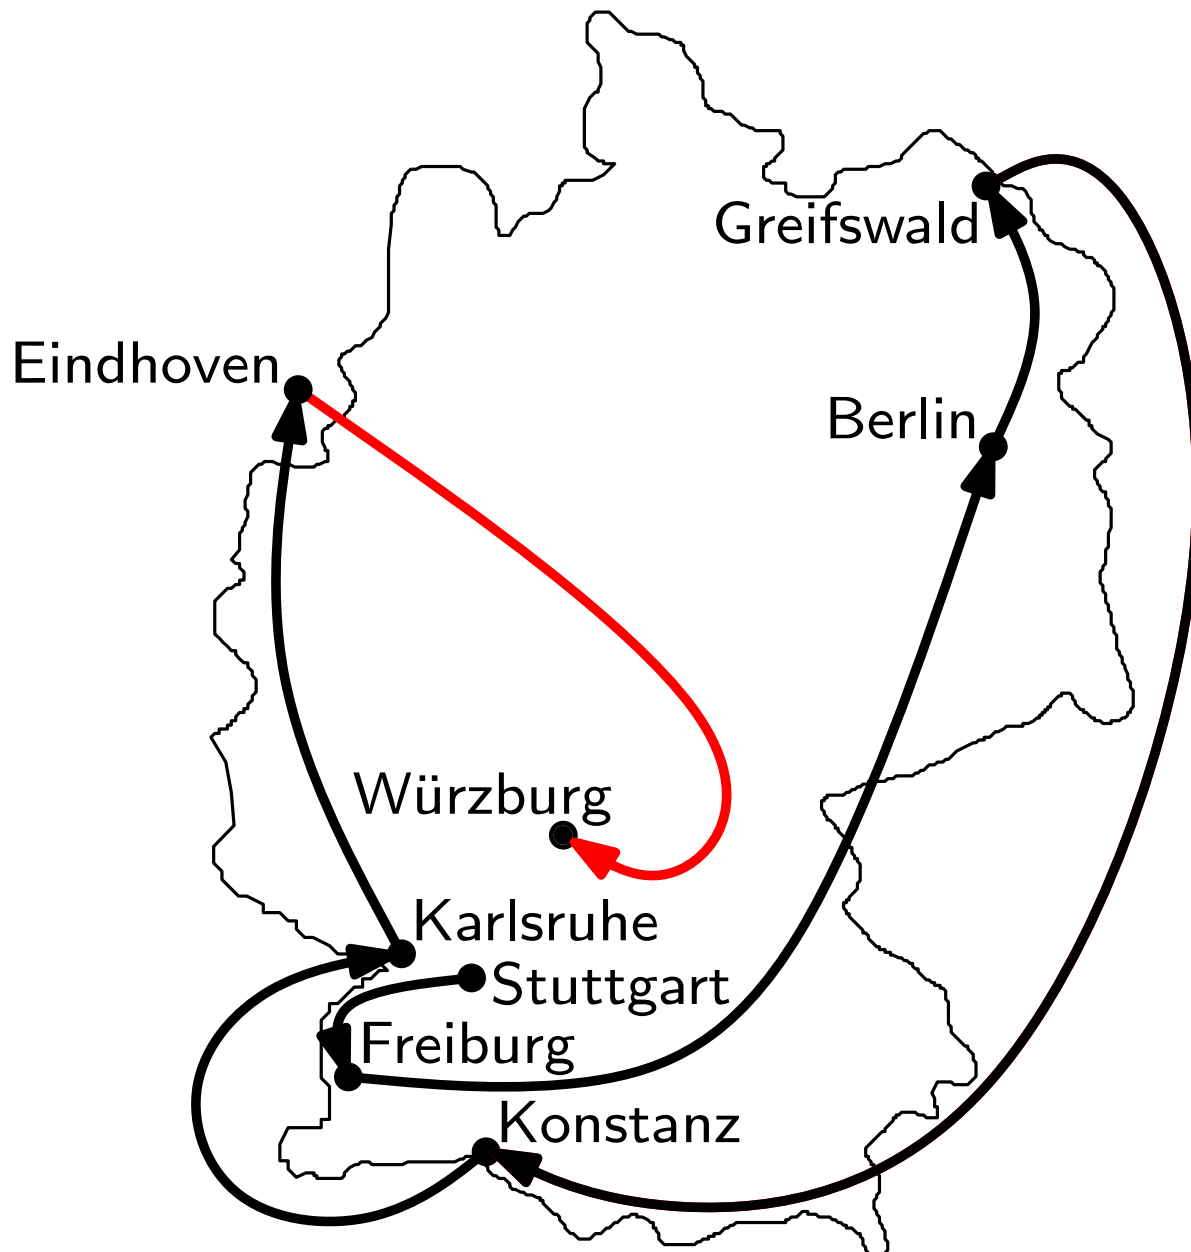 Greifswald
Eindhoven
Berlin
Würzburg
Karlsruhe
Stuttgart
Freiburg
Konstanz